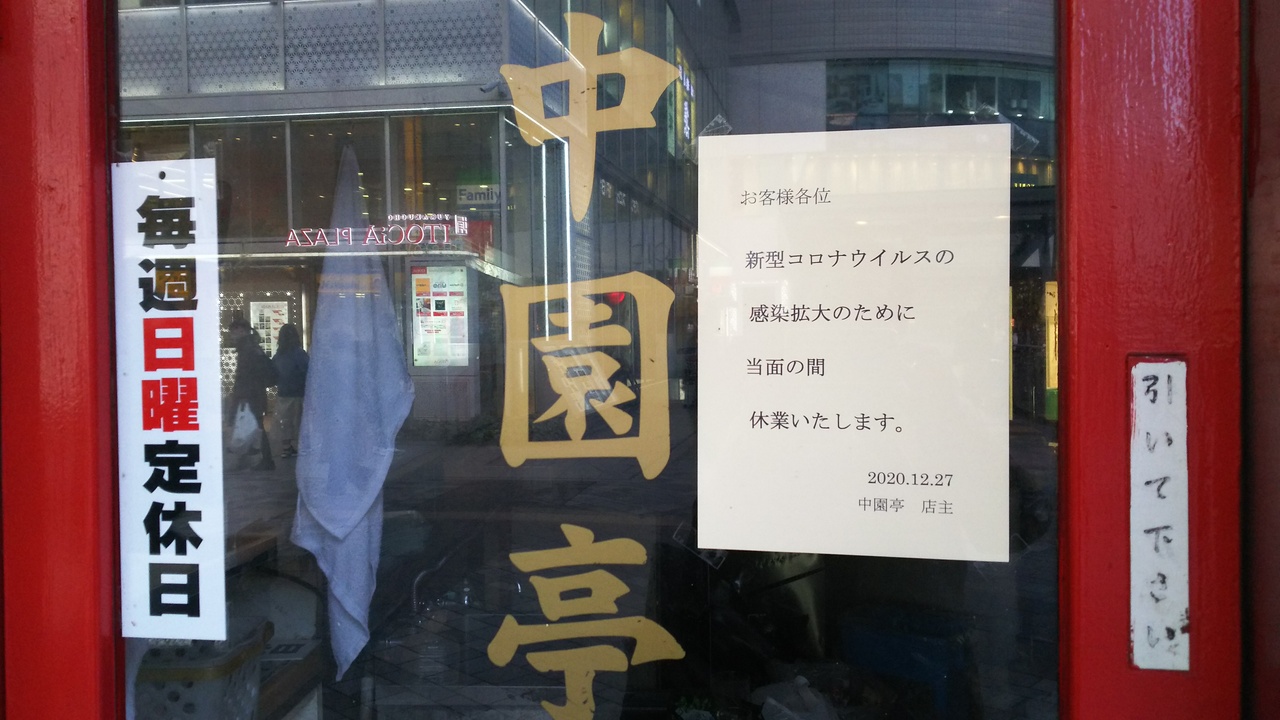 毎週日曜定休日
中園亭
お客様各位
新型コロナウイルスの
感染拡大のために
当面の間
休業いたします。
2020.12.27
中園亭　店主
引いて下さい
Family
ITOCiA PLAZA